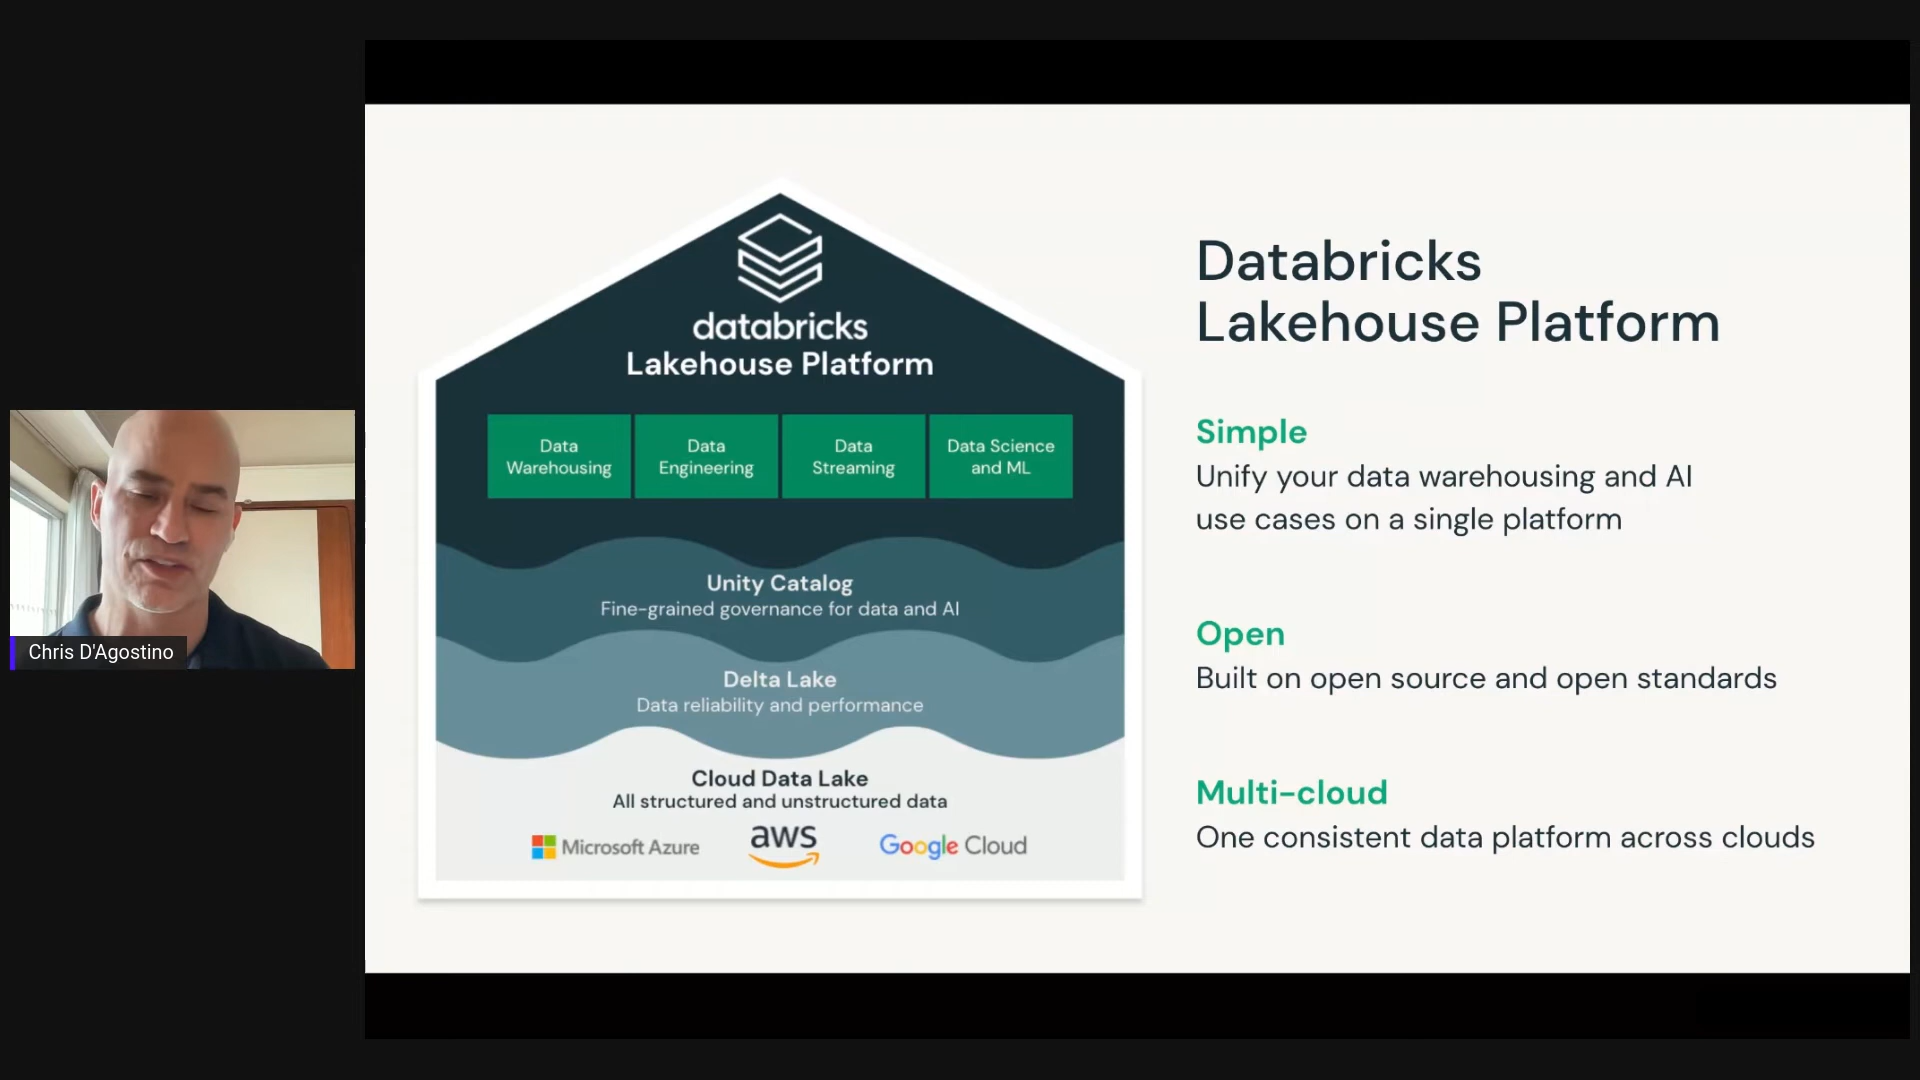 Chris D'Agostino
databricks
Lakehouse Platform
Data
Warehousing
Data
Engineering
Data
Streaming
Data Science
and ML
Unity Catalog
Fine-grained governance for data and AI
Delta Lake
Data reliability and performance
Cloud Data Lake
All structured and unstructured data
Microsoft Azure
aws
Google Cloud
Databricks
Lakehouse Platform
Simple
Unify your data warehousing and AI
use cases on a single platform
Open
Built on open source and open standards
Multi-cloud
One consistent data platform across clouds